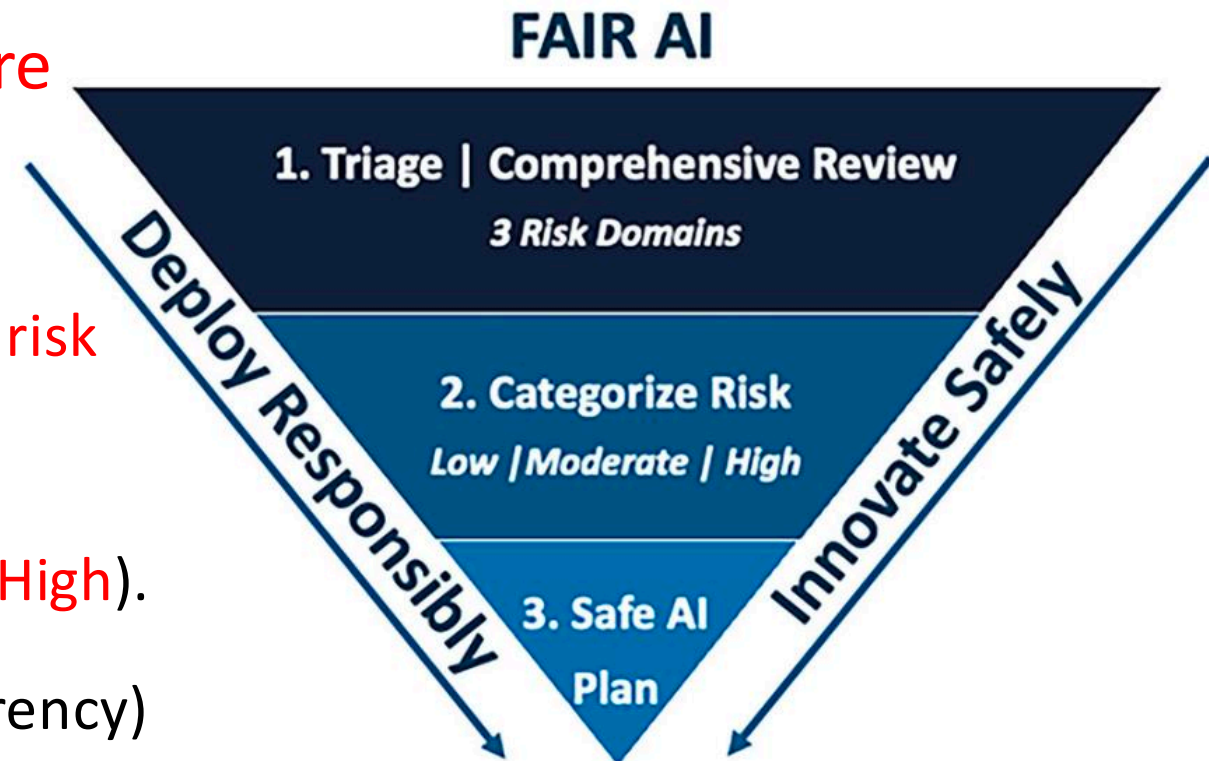 FAIR AI
re
1. Triage | Comprehensive Review
3 Risk Domains
risk
2. Categorize Risk
Low |Moderate | High
High).
3. Safe AI
Plan
rency)
Deploy Responsibly
Innovate Safely